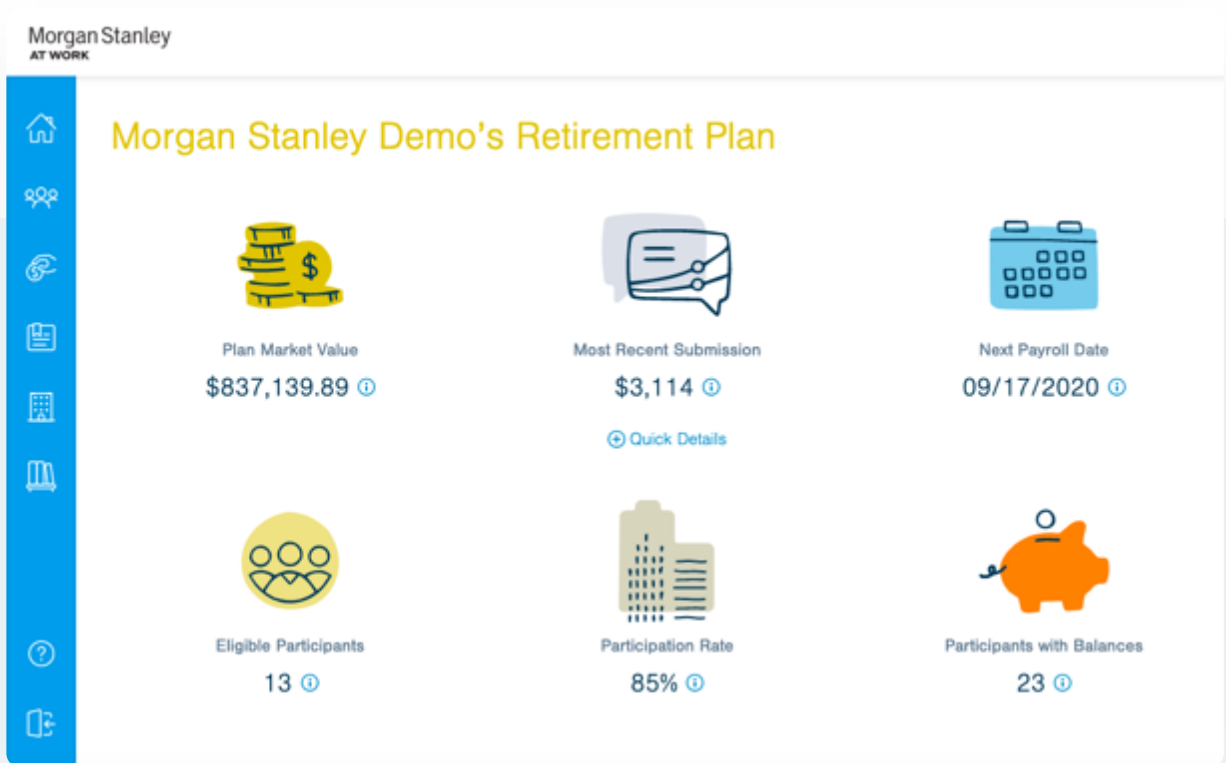 Morgan Stanley
AT WORK
Morgan Stanley Demo's Retirement Plan
Plan Market Value
$837,139.89
Most Recent Submission
$3,114
Quick Details
Next Payroll Date
09/17/2020
Eligible Participants
13
Participation Rate
85%
Participants with Balances
23